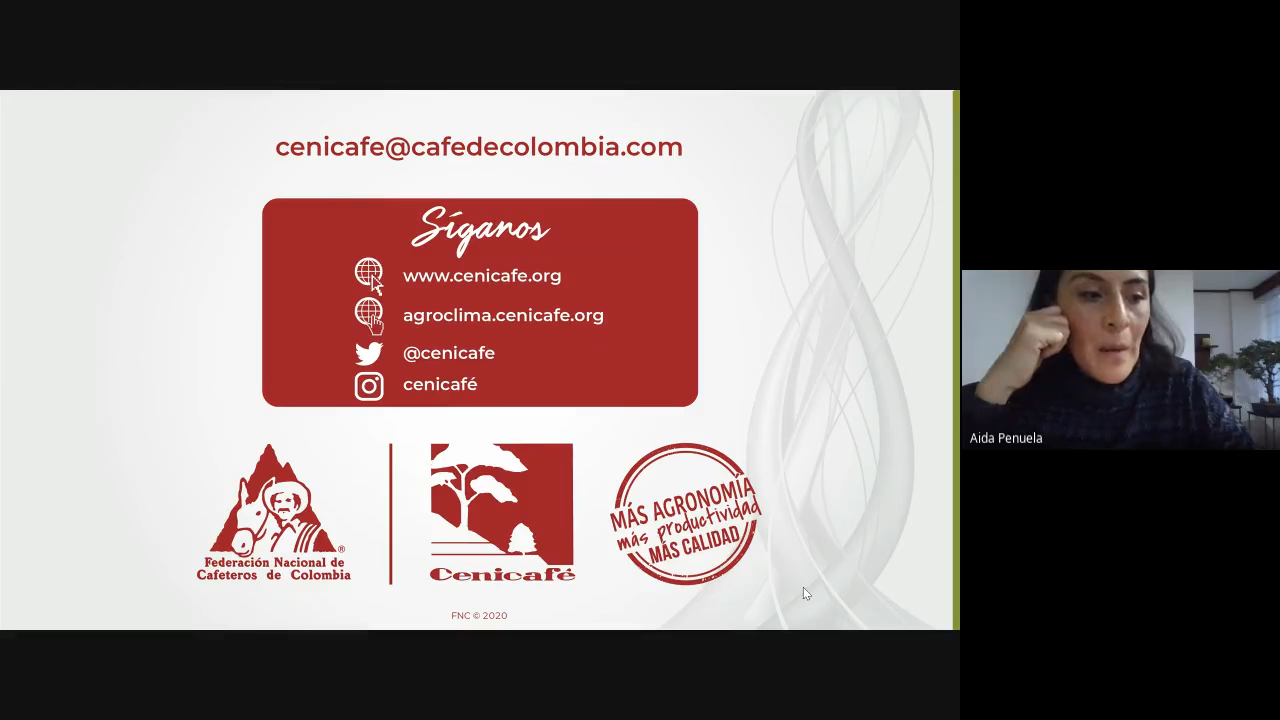 cenicafe@cafedecolombia.com
Síganos
www.cenicafe.org
agroclima.cenicafe.org
@cenicafe
cenicafé
Federación Nacional de
Cafeteros de Colombia
®
Cenicafé
MÁS AGRONOMÍA
más productividad
MÁS CALIDAD
FNC © 2020
Aida Penuela